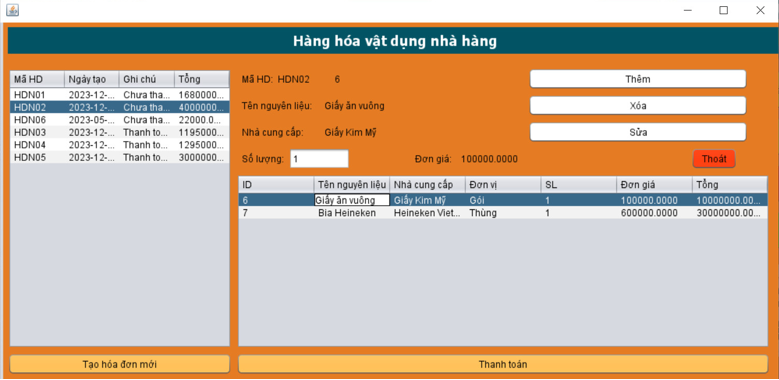 Hàng hóa vật dụng nhà hàng
Mã HD Ngày tạo Ghi chú Tổng
HDN01 2023-12-... Chưa tha... 1680000...
HDN02 2023-12-... Chưa tha... 4000000...
HDN06 2023-05-... Chưa tha... 22000.0...
HDN03 2023-12-... Thanh to... 1195000...
HDN04 2023-12-... Thanh to... 1295000...
HDN05 2023-12-... Thanh to... 3000000...
Tạo hóa đơn mới
Mã HD: HDN02 6
Tên nguyên liệu: Giấy ăn vuông
Nhà cung cấp: Giấy Kim Mỹ
Số lượng: 1 Đơn giá: 100000.0000
Thêm
Xóa
Sửa
Thoát
ID Tên nguyên liệu Nhà cung cấp Đơn vị SL Đơn giá Tổng
6 Giấy ăn vuông Giấy Kim Mỹ Gói 1 100000.0000 10000000.00...
7 Bia Heineken Heineken Viet... Thùng 1 600000.0000 30000000.00...
Thanh toán